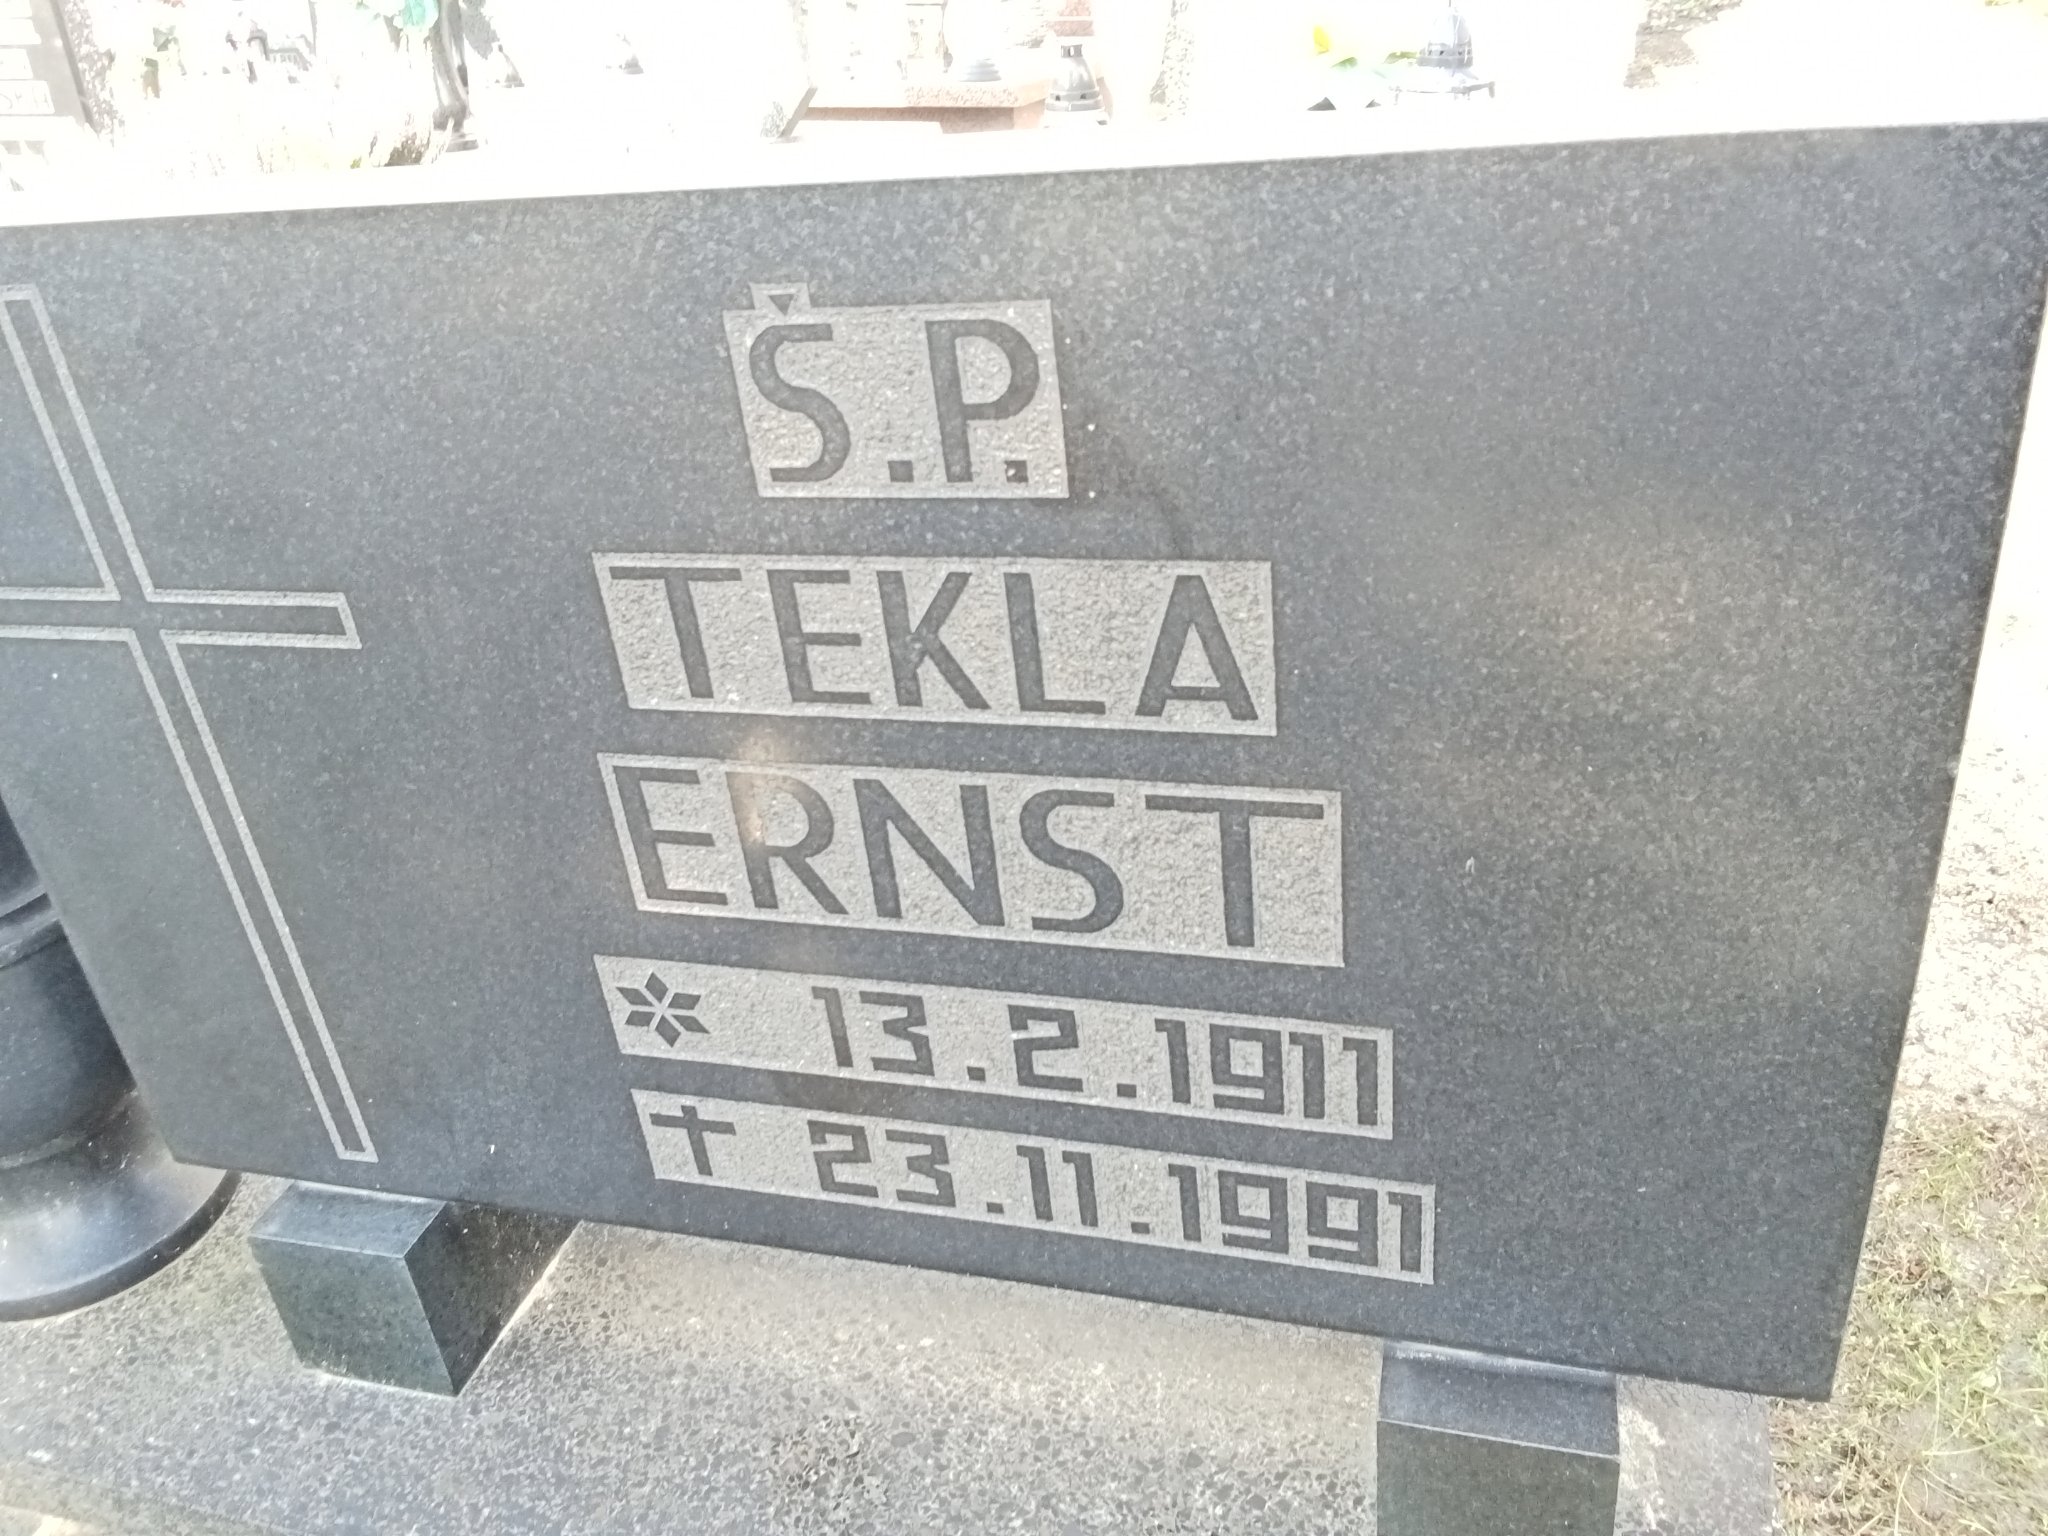 Š.P.
TEKLA
ERNST
* 13.2.1911
† 23.11.1991